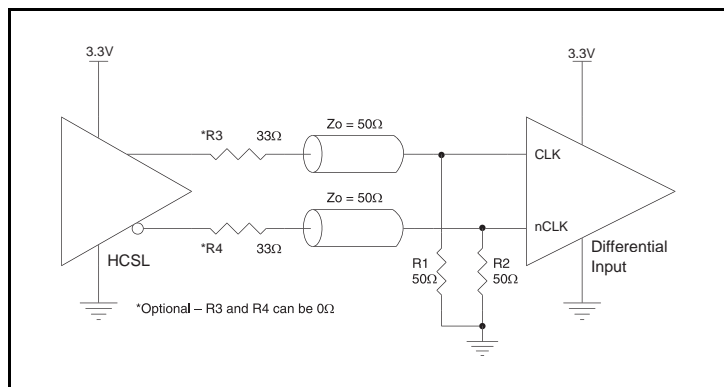 3.3V
3.3V
*R3 33Ω
Zo = 50Ω
CLK
Zo = 50Ω
*R4 33Ω
nCLK
HCSL
Differential
Input
R1
50Ω
R2
50Ω
*Optional – R3 and R4 can be 0Ω